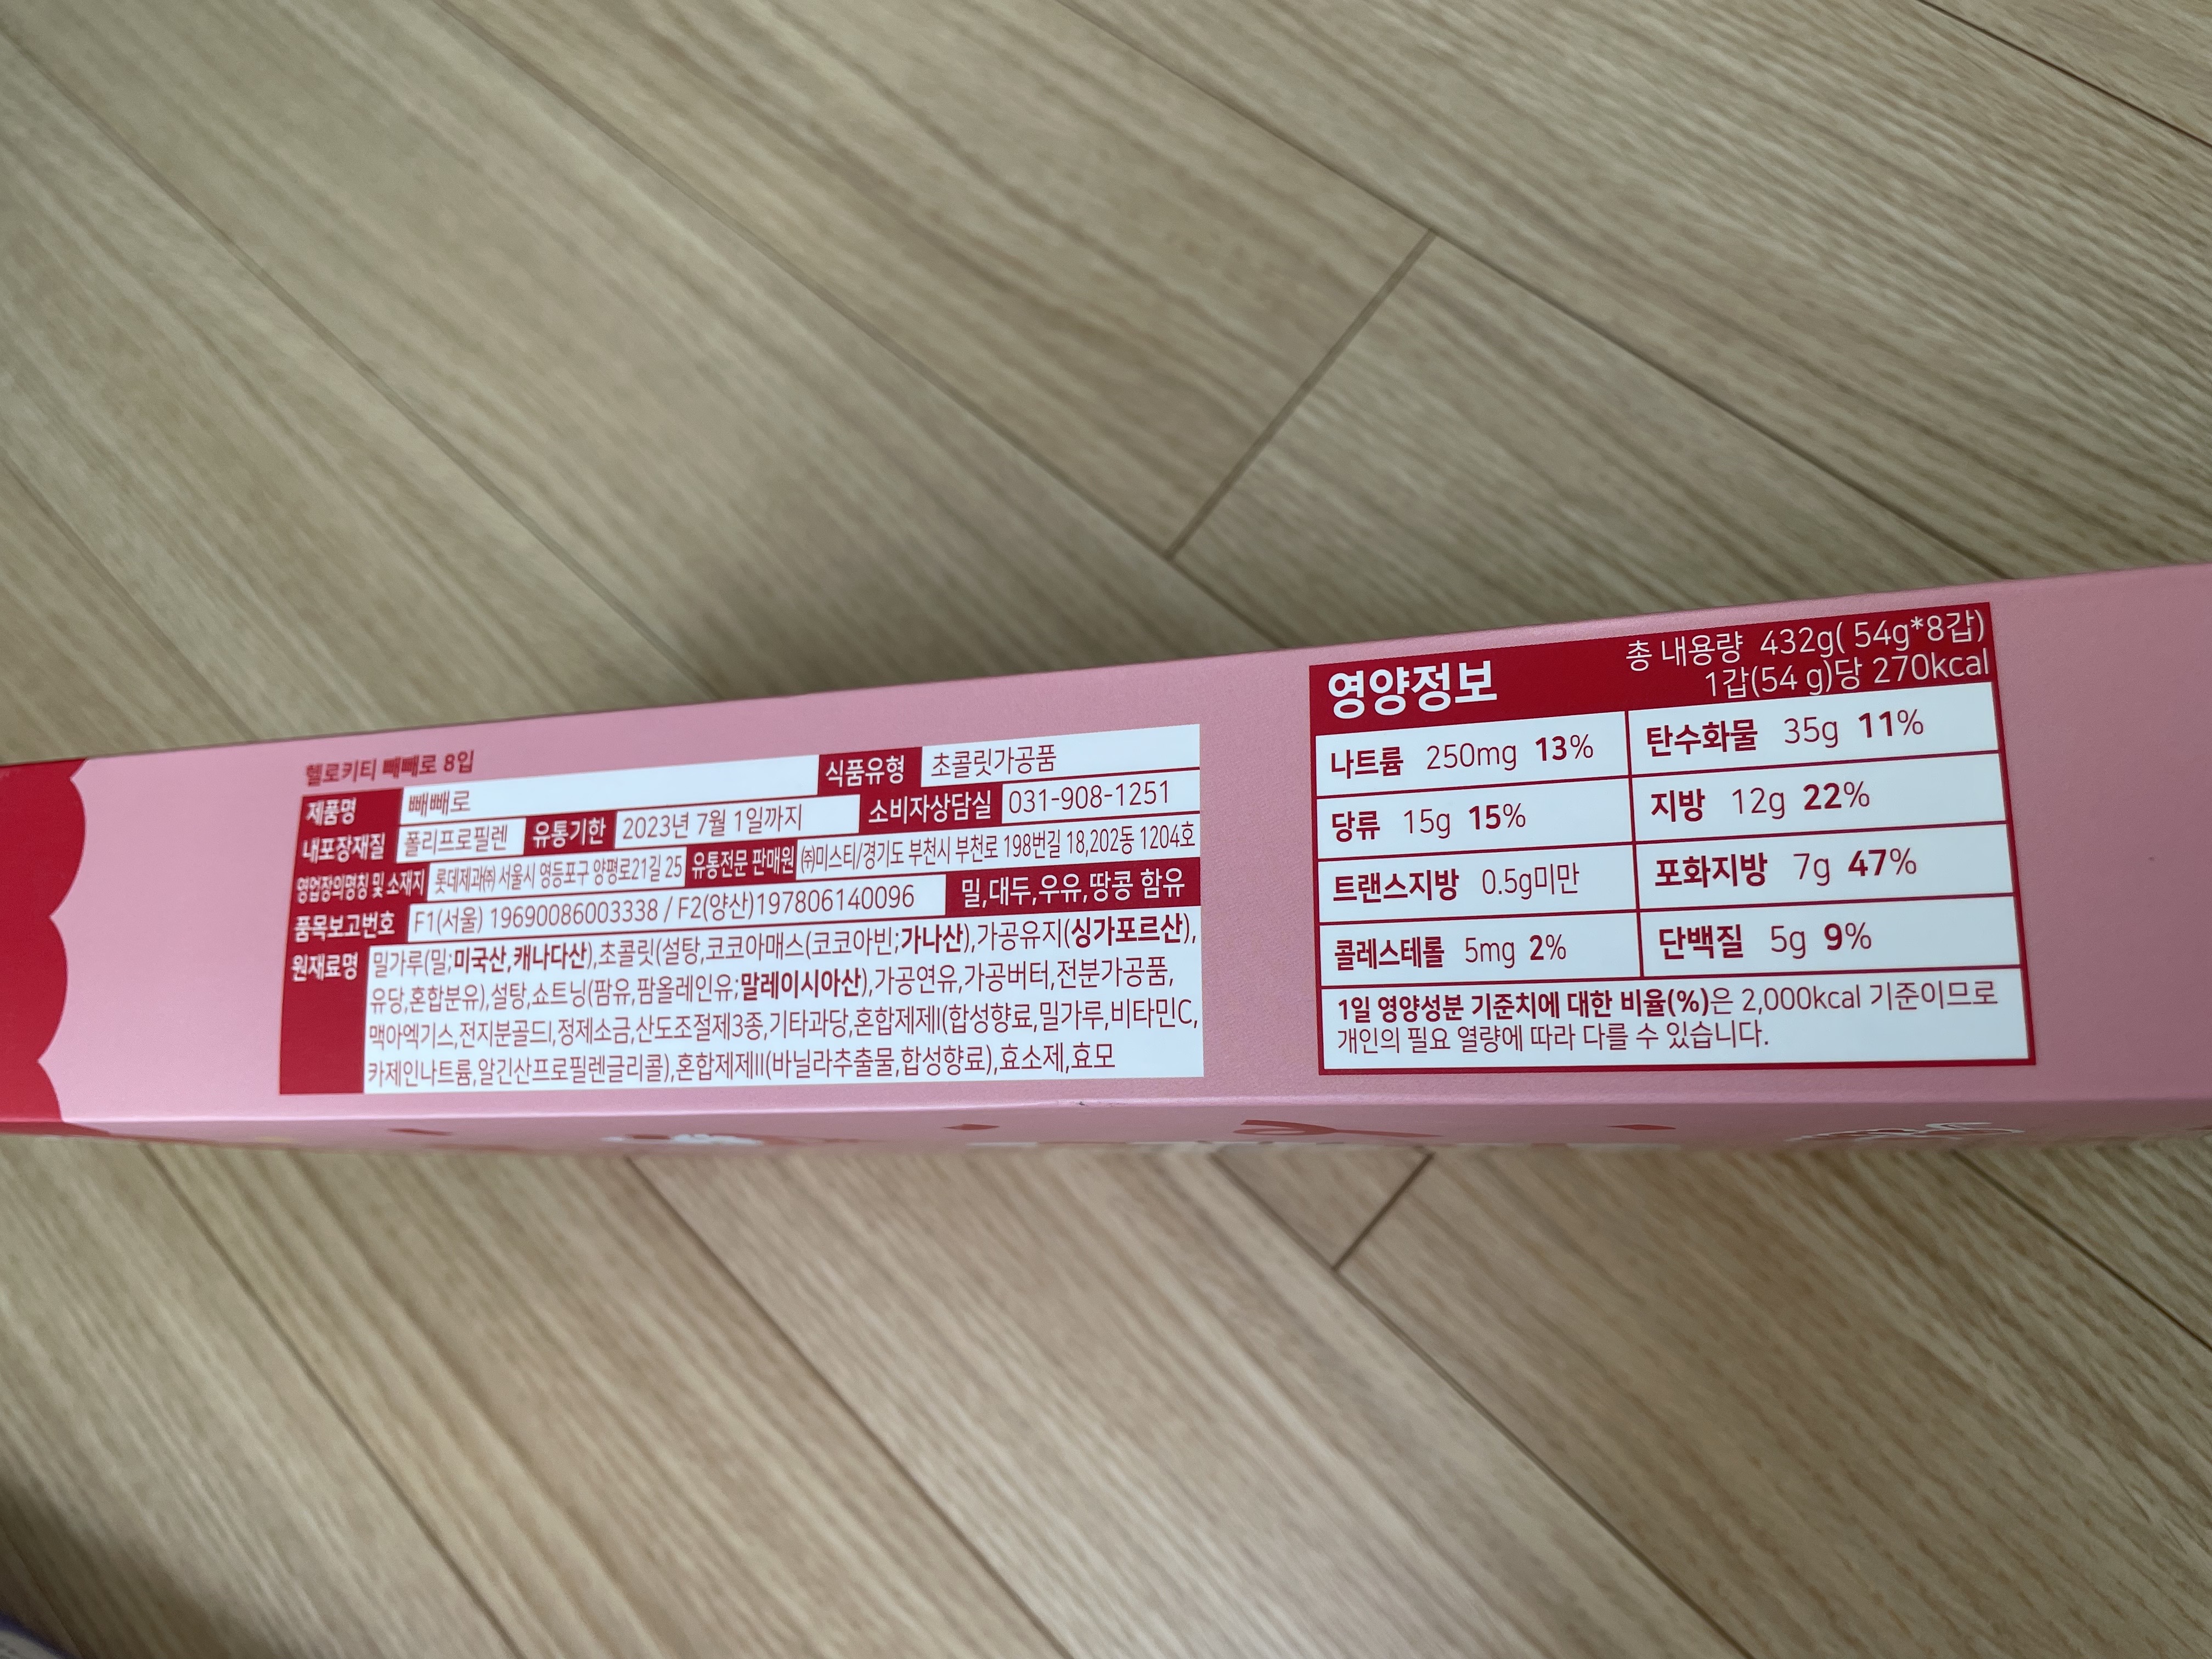 헬로키티 빼빼로 8입
제품명 빼빼로 식품유형 초콜릿가공품
내포장재질 폴리프로필렌 유통기한 2023년 7월 1일까지 소비자상담실 031-908-1251
영업장의명칭 및 소재지 롯데제과㈜ 서울시 영등포구 양평로21길 25 유통전문 판매원 ㈜미스티/경기도 부천시 부천로 198번길 18,202동 1204호
품목보고번호 F1(서울) 19690086003338 / F2(양산)197806140096 밀,대두,우유,땅콩 함유
원재료명 밀가루(밀;미국산,캐나다산),초콜릿(설탕,코코아매스(코코아빈;가나산),가공유지(싱가포르산),
유당,혼합분유),설탕,쇼트닝(팜유,팜올레인유;말레이시아산),가공연유,가공버터,전분가공품,
맥아엑기스,전지분골드I,정제소금,산도조절제3종,기타과당,혼합제제I(합성향료,밀가루,비타민C,
카제인나트륨,알긴산프로필렌글리콜),혼합제제II(바닐라추출물,합성향료),효소제,효모
영양정보 총 내용량 432g( 54g*8갑)
1갑(54 g)당 270kcal
나트륨 250mg 13% 탄수화물 35g 11%
당류 15g 15% 지방 12g 22%
트랜스지방 0.5g미만 포화지방 7g 47%
콜레스테롤 5mg 2% 단백질 5g 9%
1일 영양성분 기준치에 대한 비율(%)은 2,000kcal 기준이므로
개인의 필요 열량에 따라 다를 수 있습니다.